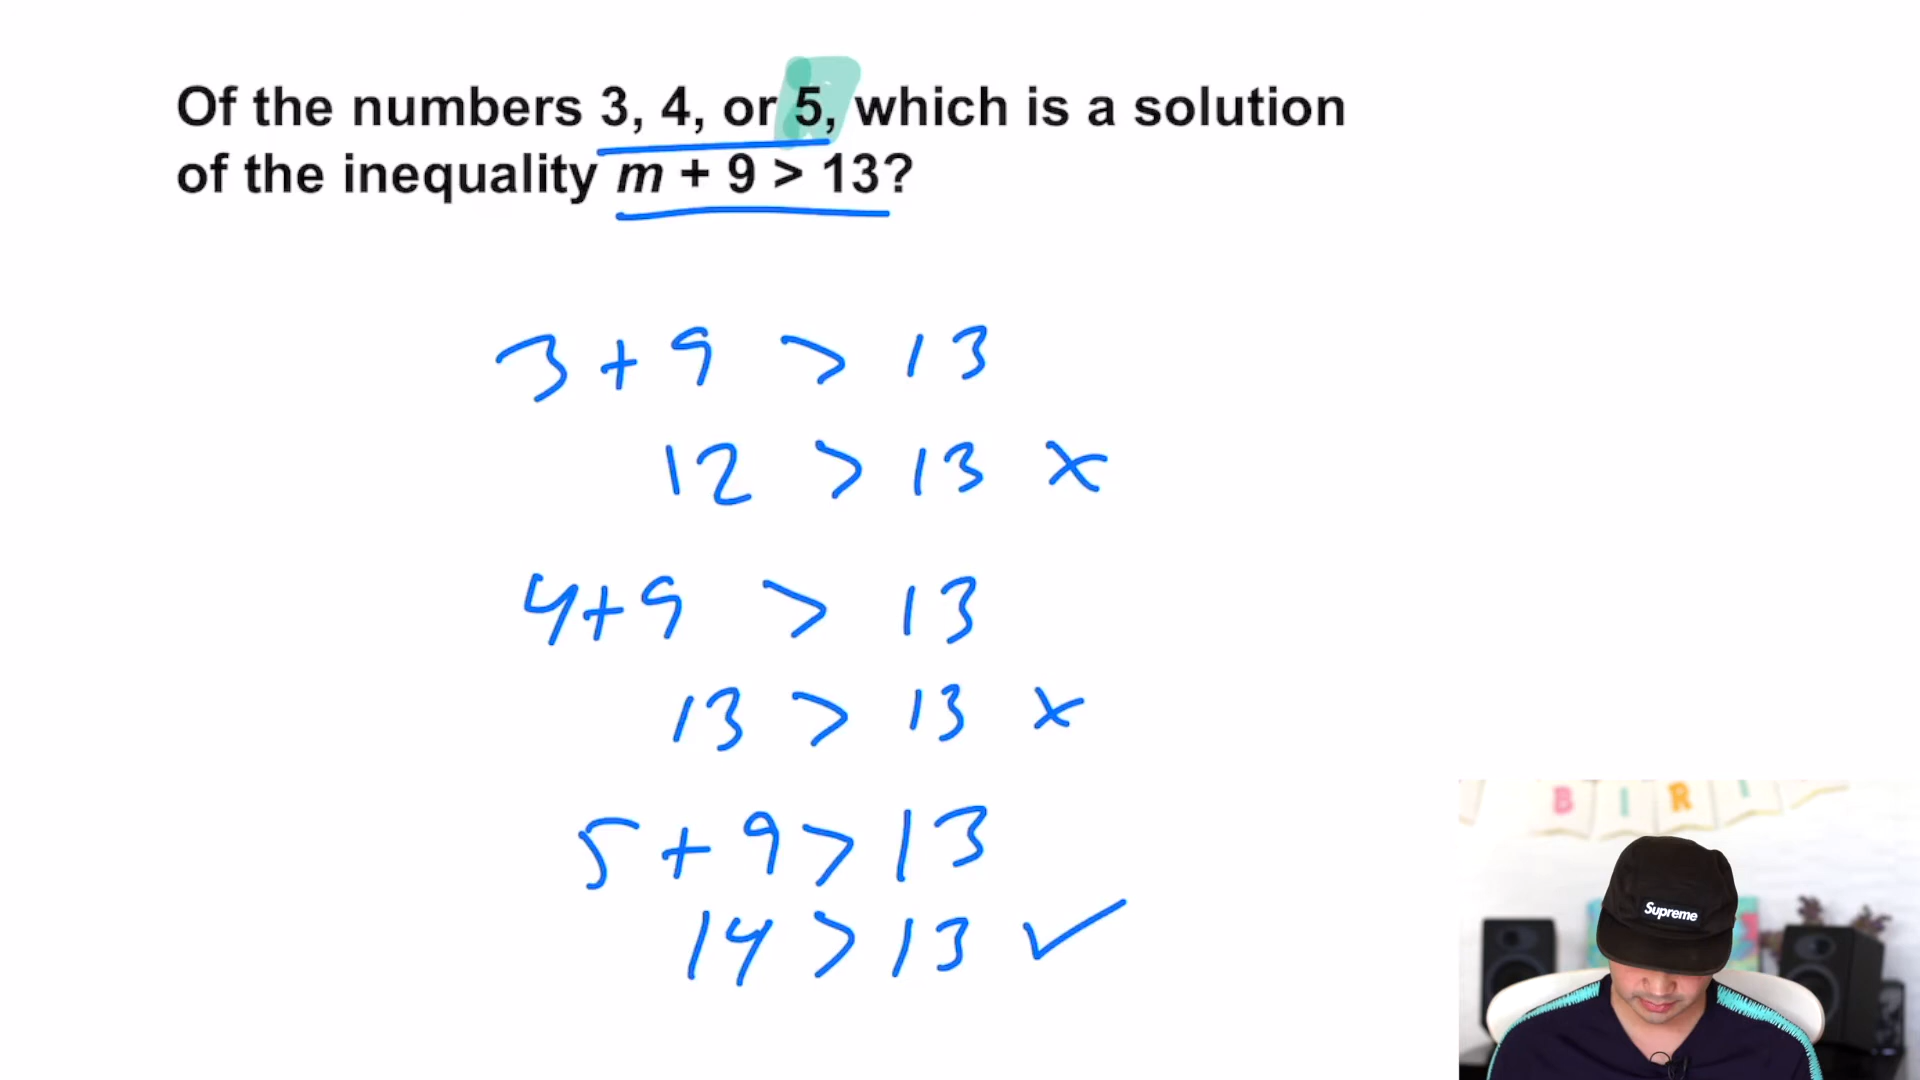 Of the numbers 3, 4, or 5, which is a solution
of the inequality m + 9 > 13?
3 + 9 > 13
12 > 13 x
4 + 9 > 13
13 > 13 x
5 + 9 > 13
14 > 13 ✓
B I R T
Supreme